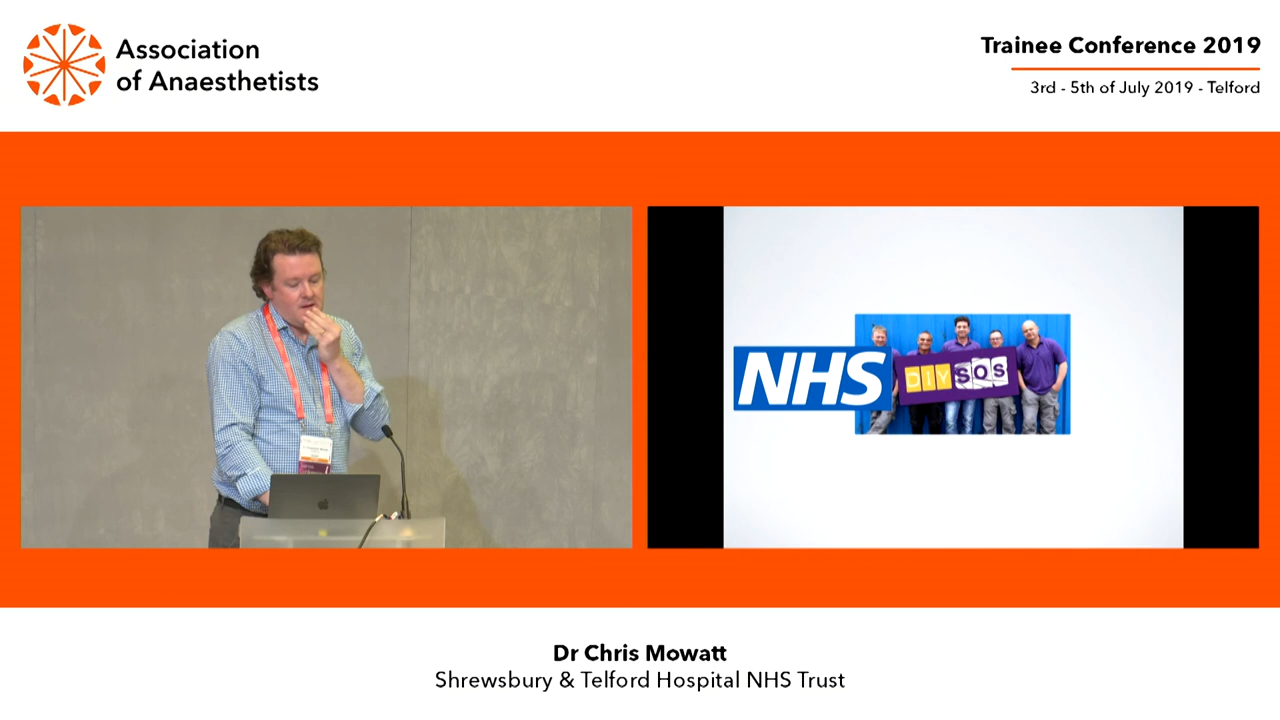 Association
of Anaesthetists
Trainee Conference 2019
3rd - 5th of July 2019 - Telford
NHS
DIY SOS
Dr Chris Mowatt
Shrewsbury & Telford Hospital NHS Trust